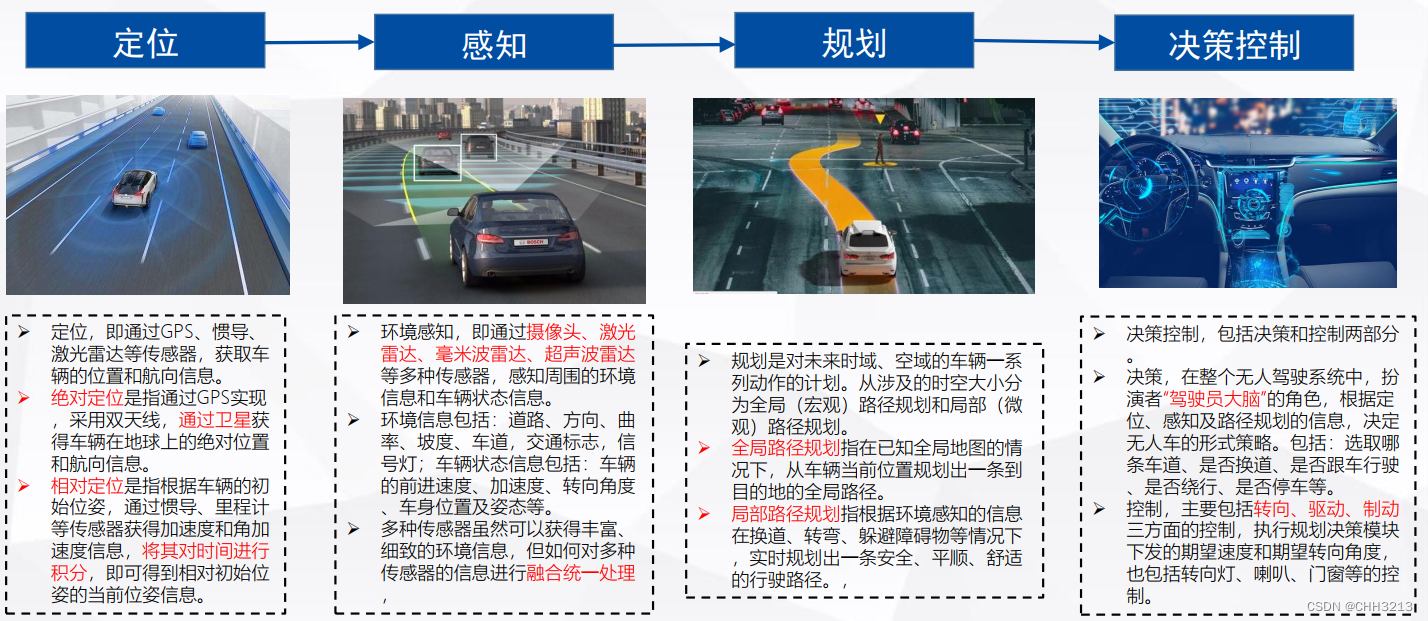 定位
感知
规划
决策控制
BOSCH
➢ 定位，即通过GPS、惯导、
激光雷达等传感器，获取车
辆的位置和航向信息。
➢ 绝对定位是指通过GPS实现
，采用双天线，通过卫星获
得车辆在地球上的绝对位置
和航向信息。
➢ 相对定位是指根据车辆的初
始位姿，通过惯导、里程计
等传感器获得加速度和角加
速度信息，将其对时间进行
积分，即可得到相对初始位
姿的当前位姿信息。
➢ 环境感知，即通过摄像头、激光
雷达、毫米波雷达、超声波雷达
等多种传感器，感知周围的环境
信息和车辆状态信息。
➢ 环境信息包括：道路、方向、曲
率、坡度、车道，交通标志，信
号灯；车辆状态信息包括：车辆
的前进速度、加速度、转向角度
、车身位置及姿态等。
➢ 多种传感器虽然可以获得丰富、
细致的环境信息，但如何对多种
传感器的信息进行融合统一处理
，
➢ 规划是对未来时域、空域的车辆一系
列动作的计划。从涉及的时空大小分
为全局（宏观）路径规划和局部（微
观）路径规划。
➢ 全局路径规划指在已知全局地图的情
况下，从车辆当前位置规划出一条到
目的地的全局路径。
➢ 局部路径规划指根据环境感知的信息
在换道、转弯、躲避障碍物等情况下
，实时规划出一条安全、平顺、舒适
的行驶路径。，
➢ 决策控制，包括决策和控制两部分
。
➢ 决策，在整个无人驾驶系统中，扮
演者“驾驶员大脑”的角色，根据定
位、感知及路径规划的信息，决定
无人车的形式策略。包括：选取哪
条车道、是否换道、是否跟车行驶
、是否绕行、是否停车等。
➢ 控制，主要包括转向、驱动、制动
三方面的控制，执行规划决策模块
下发的期望速度和期望转向角度，
也包括转向灯、喇叭、门窗等的控
制。
CSDN @CHH3213